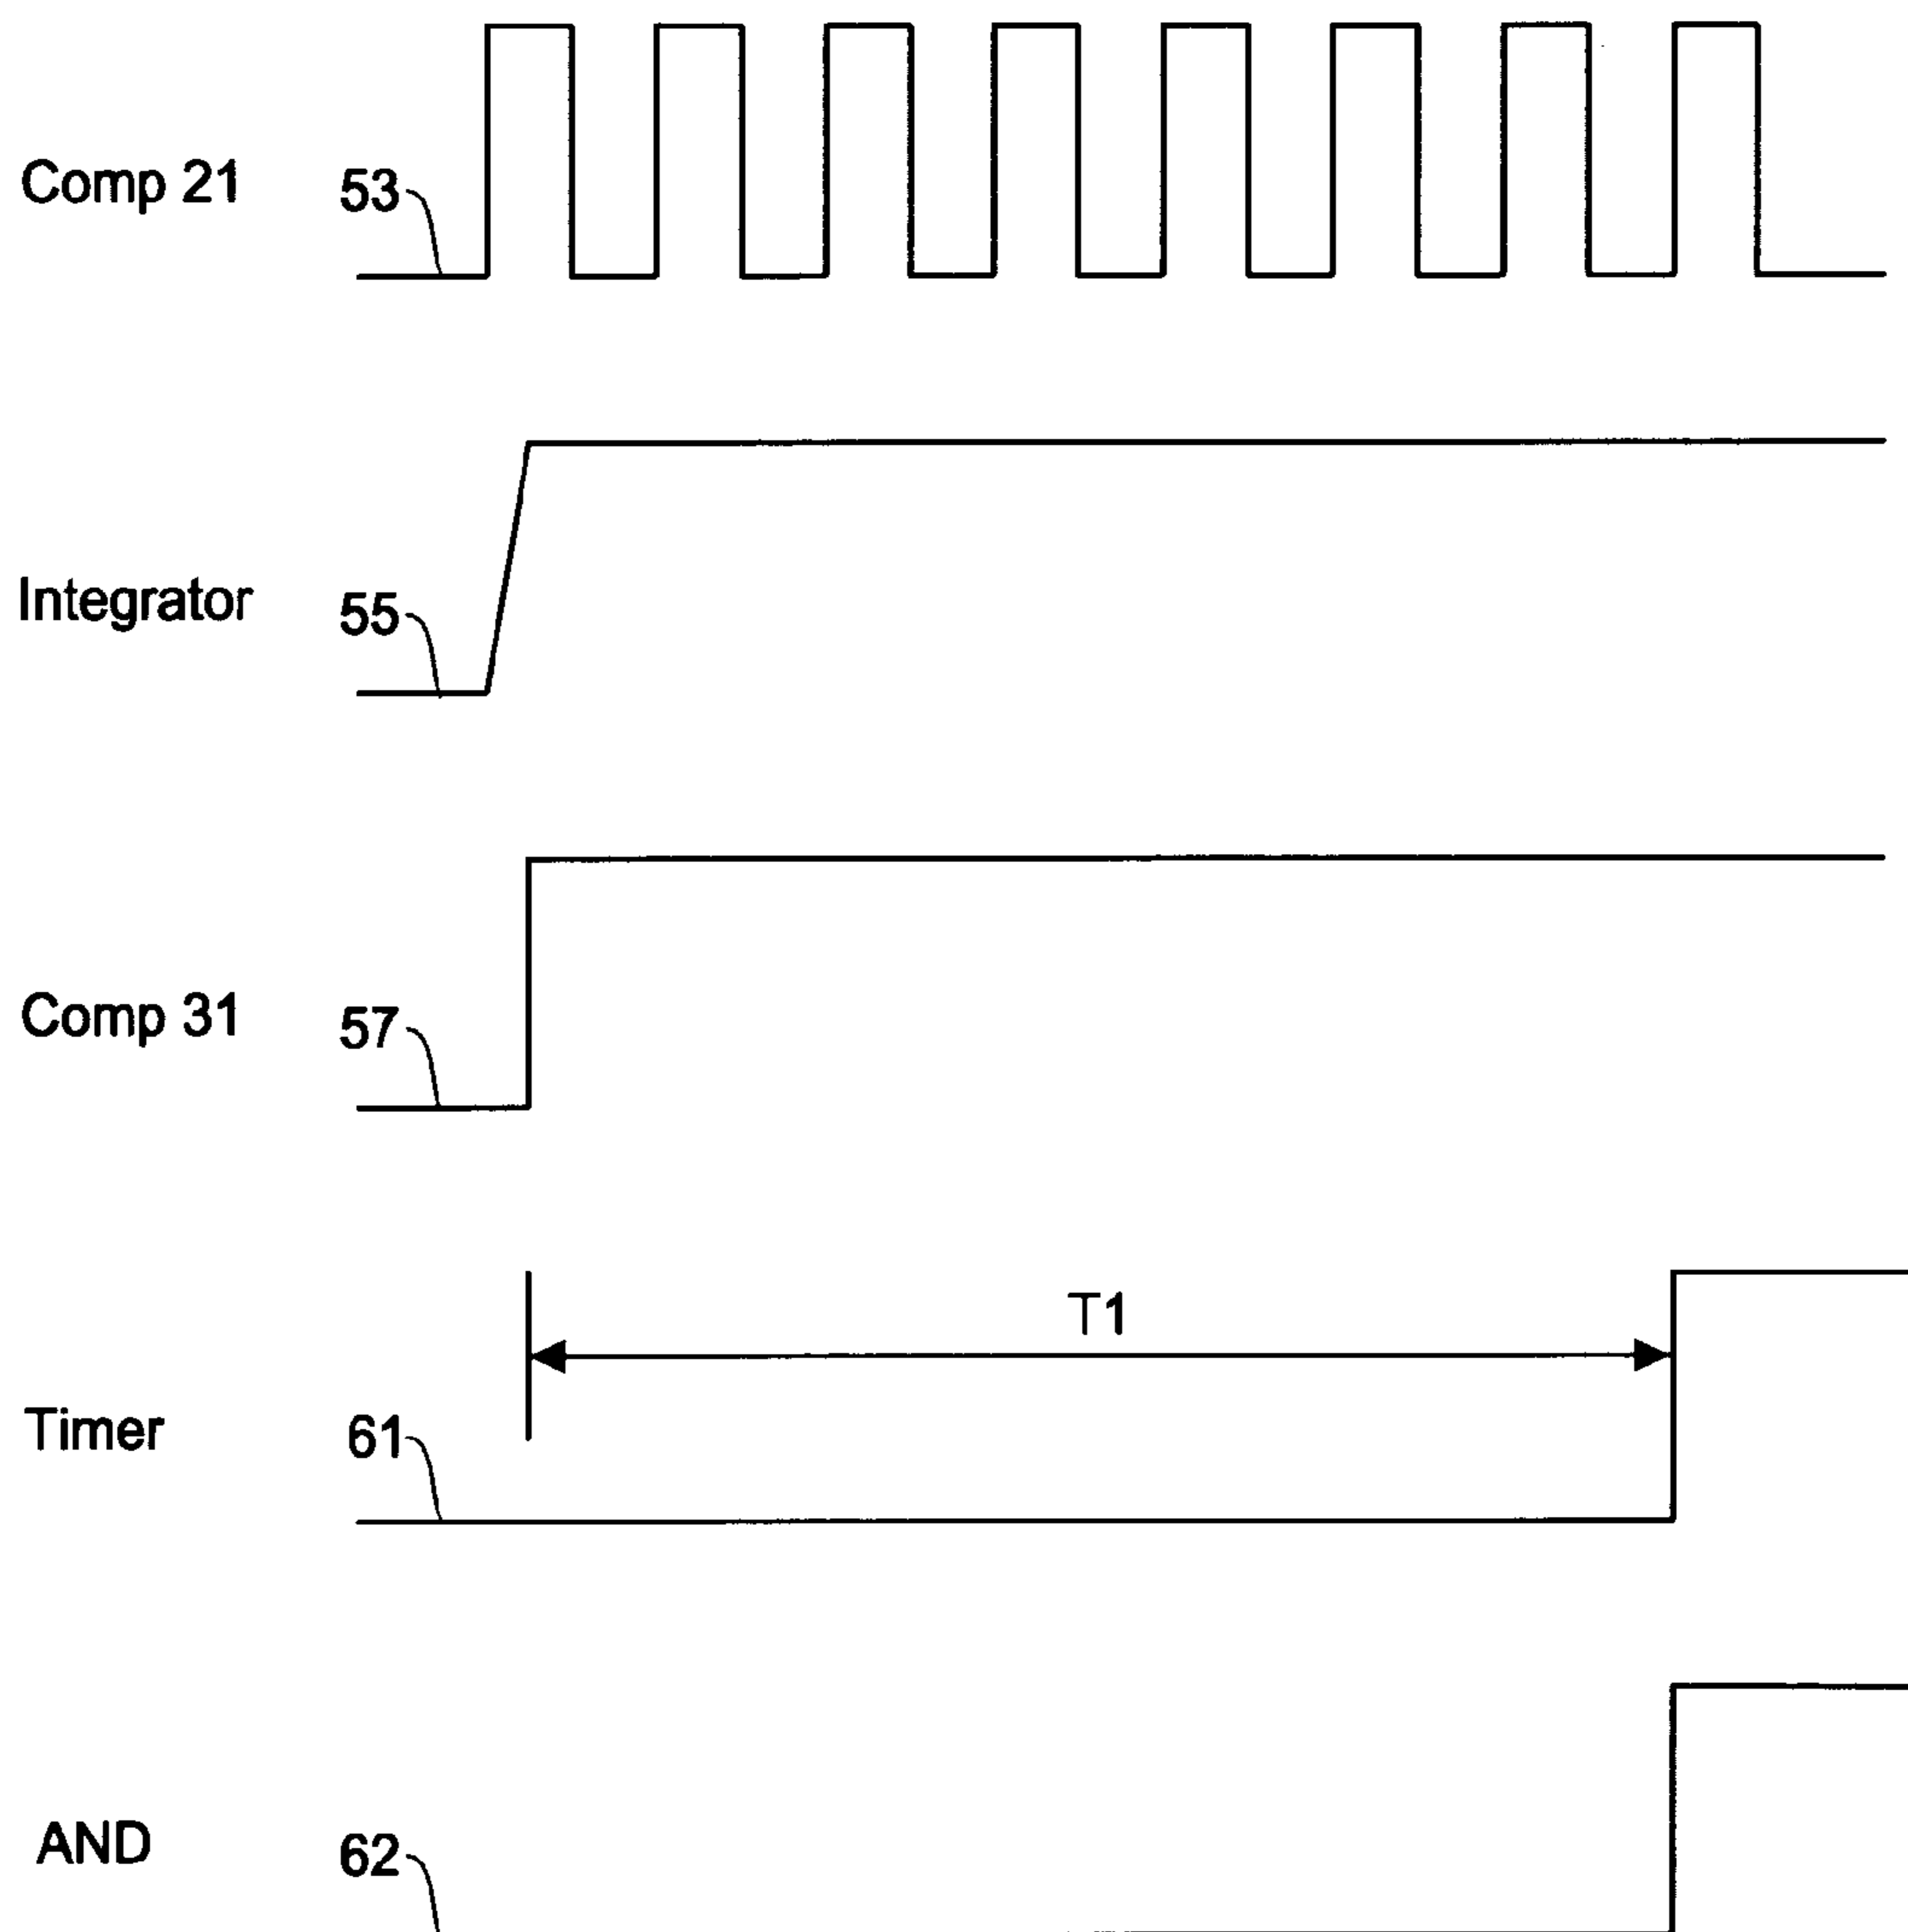 Comp 21 53
Integrator 55
Comp 31 57
T1
Timer 61
AND 62